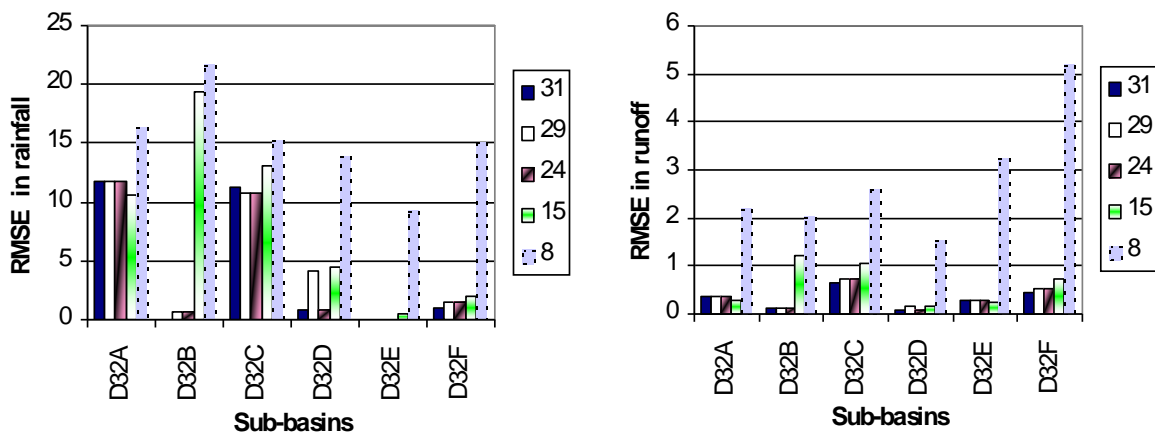 RMSE in rainfall
25
20
15
10
5
0
D32A
D32B
D32C
D32D
D32E
D32F
Sub-basins
31
29
24
15
8
RMSE in runoff
6
5
4
3
2
1
0
D32A
D32B
D32C
D32D
D32E
D32F
Sub-basins
31
29
24
15
8